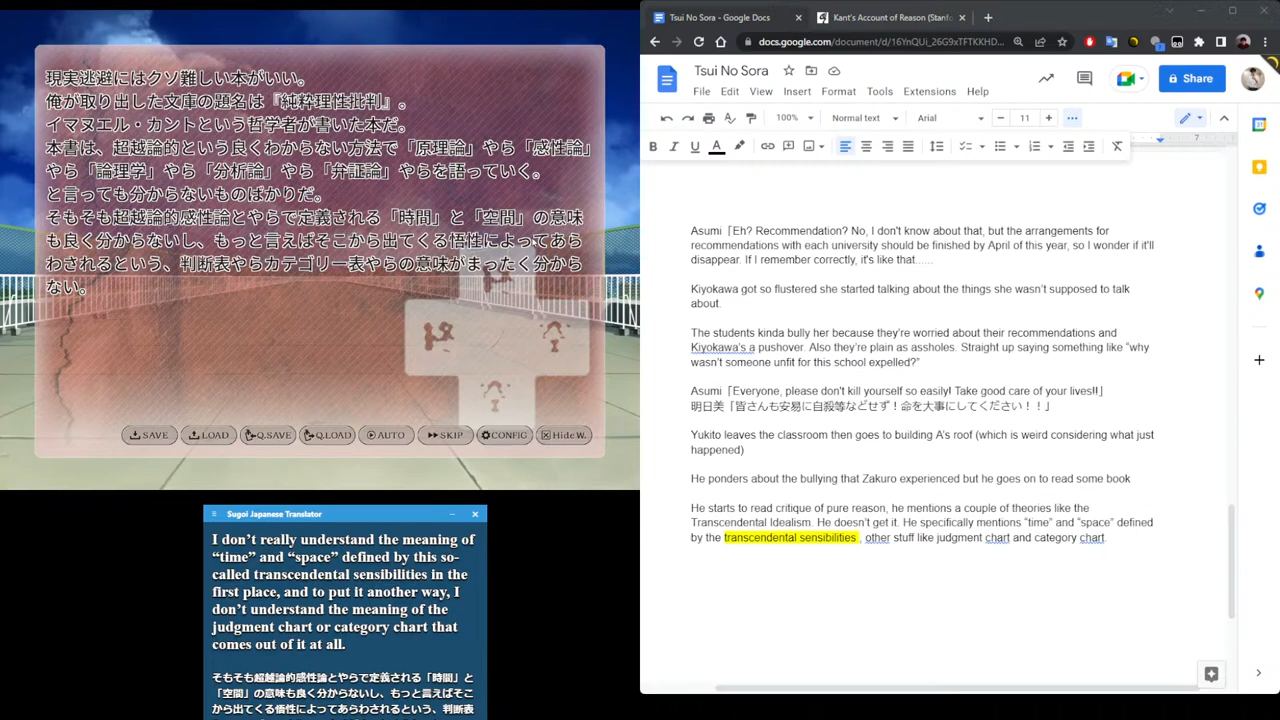 現実逃避にはクソ難しい本がいい。
俺が取り出した文庫の題名は『純粋理性批判』。
イマヌエル・カントという哲学者が書いた本だ。
本書は、超越論的という良くわからない方法で「原理論」やら「感性論」
やら「論理学」やら「分析論」やら「弁証論」やらを語っていく。
と言っても分からないものばかりだ。
そもそも超越論的感性論とやらで定義される「時間」と「空間」の意味
も良く分からないし、もっと言えばそこから出てくる悟性によってあら
わされるという、判断表やらカテゴリー表やらの意味がまったく分から
ない。
SAVE
LOAD
Q.SAVE
Q.LOAD
AUTO
SKIP
CONFIG
Hide W.
Sugoi Japanese Translator
I don’t really understand the meaning of
“time” and “space” defined by this so-
called transcendental sensibilities in the
first place, and to put it another way, I
don’t understand the meaning of the
judgment chart or category chart that
comes out of it at all.
そもそも超越論的感性論とやらで定義される「時間」と
「空間」の意味も良く分からないし、もっと言えばそこ
から出てくる悟性によってあらわされるという、判断表
Tsui No Sora - Google Docs
Kant's Account of Reason (Stanfo
docs.google.com/document/d/16YnQUi_26G9xTFTKKHD...
Tsui No Sora
File Edit View Insert Format Tools Extensions Help
Share
100% Normal text Arial 11
7
Asumi「Eh? Recommendation? No, I don't know about that, but the arrangements for
recommendations with each university should be finished by April of this year, so I wonder if it'll
disappear. If I remember correctly, it's like that......
Kiyokawa got so flustered she started talking about the things she wasn’t supposed to talk
about.
The students kinda bully her because they’re worried about their recommendations and
Kiyokawa’s a pushover. Also they’re plain as assholes. Straight up saying something like “why
wasn’t someone unfit for this school expelled?”
Asumi「Everyone, please don't kill yourself so easily! Take good care of your lives!!」
明日美「皆さんも安易に自殺等などせず！命を大事にしてください！！」
Yukito leaves the classroom then goes to building A’s roof (which is weird considering what just
happened)
He ponders about the bullying that Zakuro experienced but he goes on to read some book
He starts to read critique of pure reason, he mentions a couple of theories like the
Transcendental Idealism. He doesn’t get it. He specifically mentions “time” and “space” defined
by the transcendental sensibilities , other stuff like judgment chart and category chart.